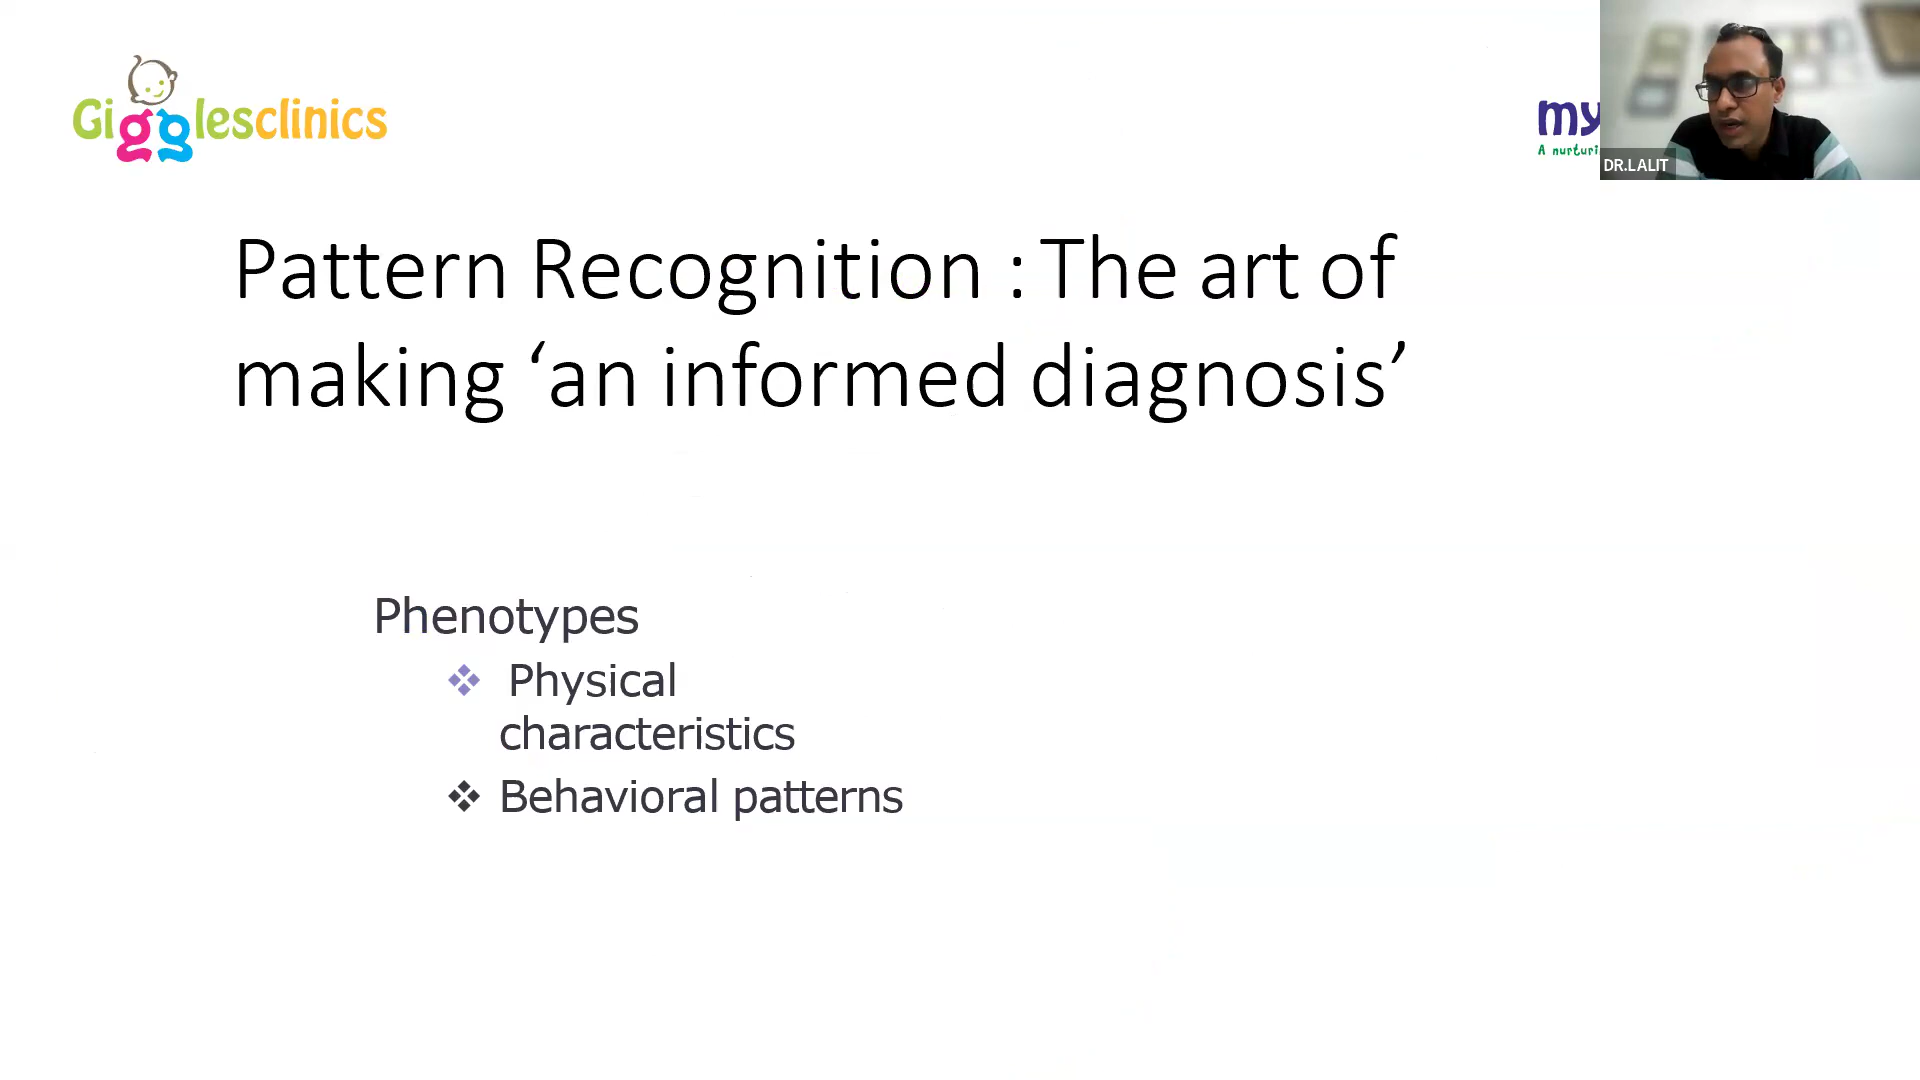 Gigglesclinics
my
A nurturi
DR.LALIT
Pattern Recognition : The art of
making ‘an informed diagnosis’
Phenotypes
Physical
characteristics
Behavioral patterns